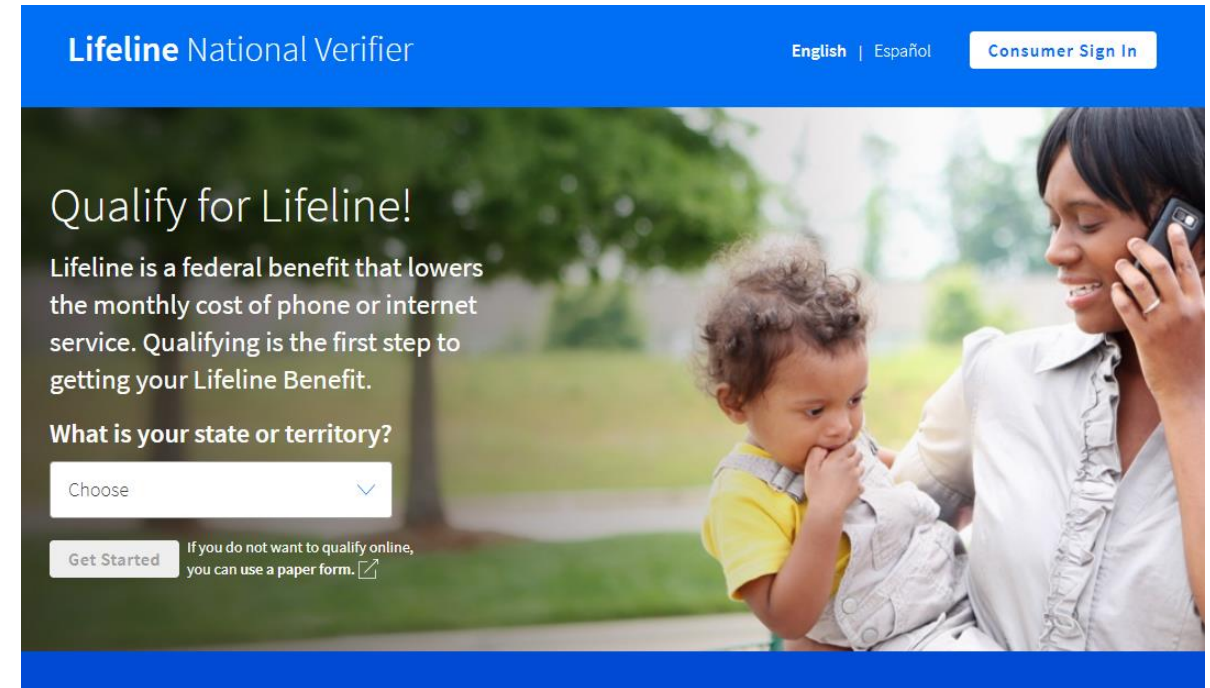 Lifeline National Verifier
English | Español
Consumer Sign In
Qualify for Lifeline!
Lifeline is a federal benefit that lowers
the monthly cost of phone or internet
service. Qualifying is the first step to
getting your Lifeline Benefit.
What is your state or territory?
Choose
Get Started
If you do not want to qualify online,
you can use a paper form.